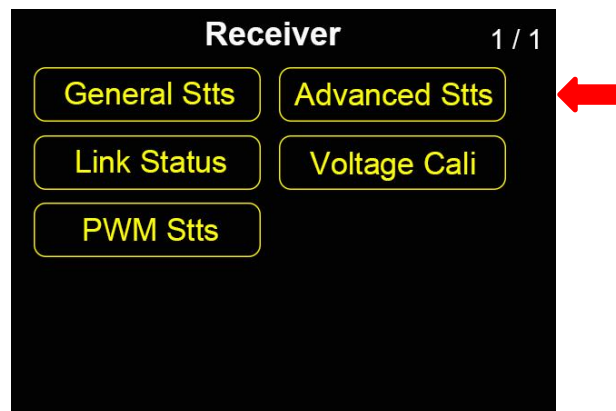 Receiver 1 / 1
General Stts Advanced Stts
Link Status Voltage Cali
PWM Stts